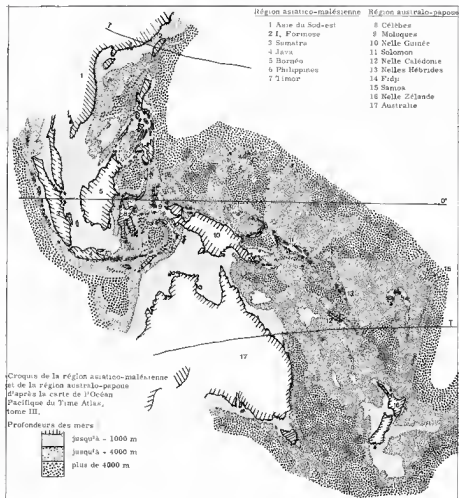 Région asiatico-malésienne
1 Asie du Sud-est
2 I. Formose
3 Sumatra
4 Java
5 Bornéo
6 Philippines
7 Timor
Région australo-papoue
8 Célèbes
9 Moluques
10 Nelle Guinée
11 Solomon
12 Nelle Calédonie
13 Nelles Hébrides
14 Fidji
15 Samoa
16 Nelle Zélande
17 Australie
T
1
5
0°
10
15
T
17
Croquis de la région asiatico-malésienne
et de la région australo-papoue
d'après la carte de l'Océan
Pacifique du Time Atlas,
tome III,
Profondeurs des mers
jusqu'à - 1000 m
jusqu'à - 4000 m
plus de 4000 m